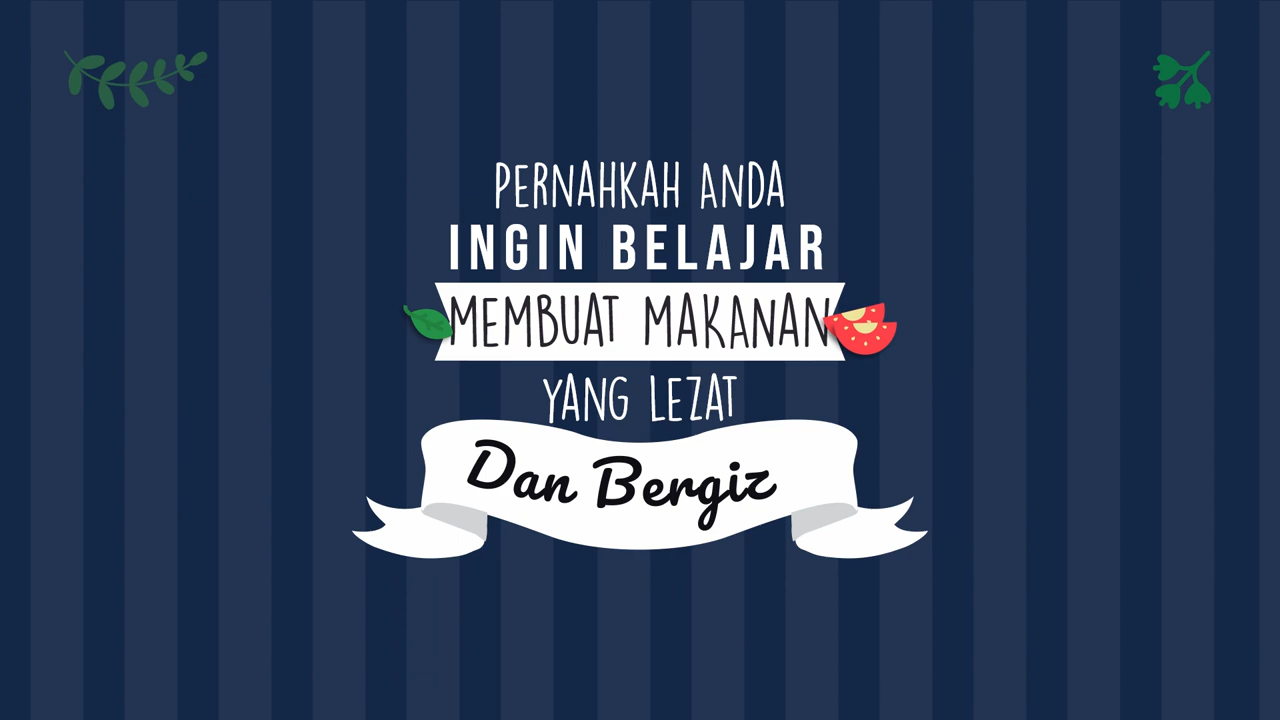 PERNAHKAH ANDA
INGIN BELAJAR
MEMBUAT MAKANAN
YANG LEZAT
Dan Bergiz